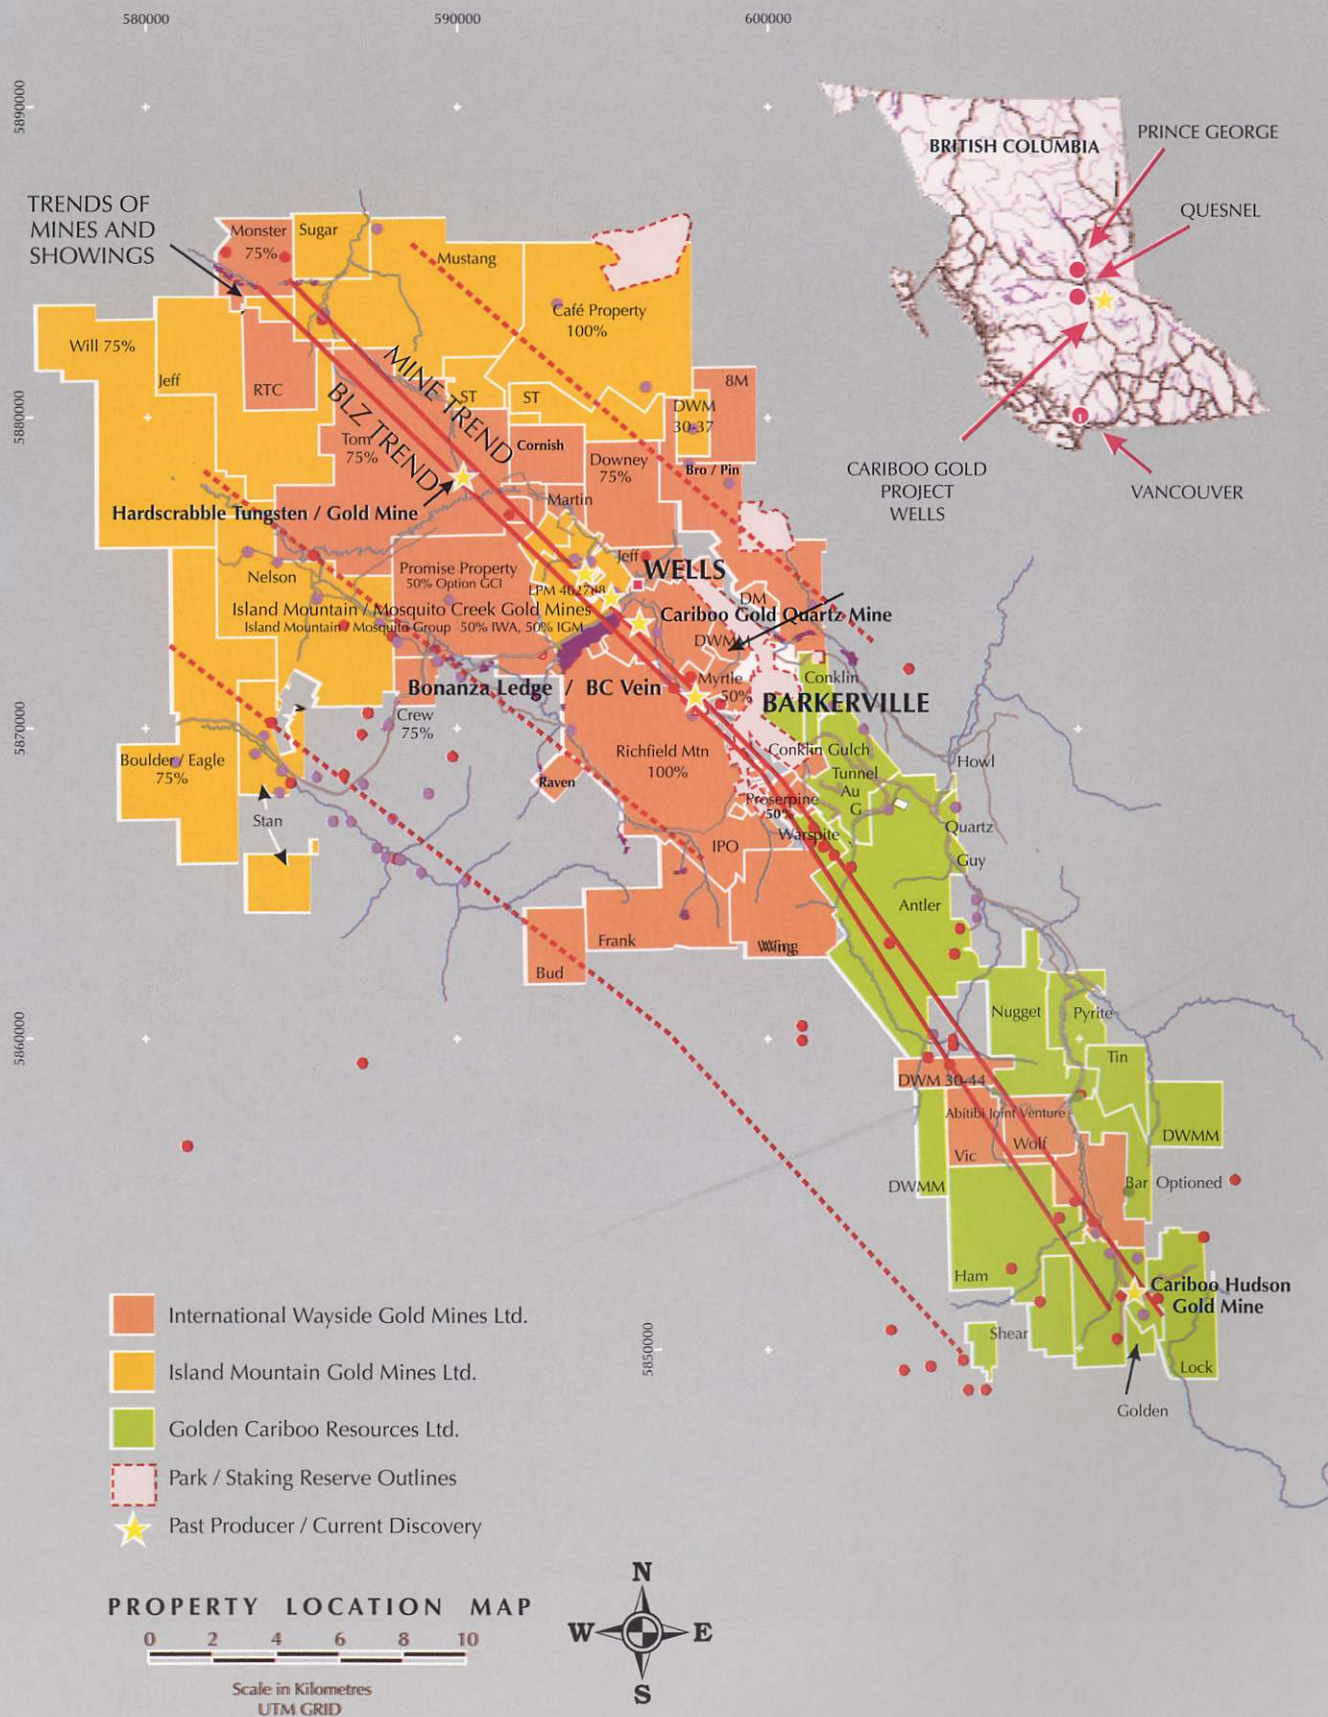 580000
590000
600000
5890000
5880000
5870000
5860000
5850000
BRITISH COLUMBIA
PRINCE GEORGE
QUESNEL
CARIBOO GOLD
PROJECT
WELLS
VANCOUVER
TRENDS OF
MINES AND
SHOWINGS
Monster
75%
Sugar
Mustang
Café Property
100%
Will 75%
Jeff
RTC
MINE TREND
BLZ TREND
ST
ST
8M
DWM
30-37
Tom
75%
Cornish
Downey
75%
Bro / Pin
Martin
Hardscrabble Tungsten / Gold Mine
Jeff
WELLS
Nelson
Promise Property
50% Option GCI
LPM 402788
DM
Island Mountain / Mosquito Creek Gold Mines
Island Mountain / Mosquito Group 50% IWA, 50% IGM
Cariboo Gold Quartz Mine
DWMM
Bonanza Ledge / BC Vein
Myrtle
50%
Conklin
BARKERVILLE
Crew
75%
Boulder / Eagle
75%
Richfield Mtn
100%
Conklin Gulch
Howl
Raven
Tunnel
Au
G
Proserpine
50%
Stan
Warspite
Quartz
IPO
Guy
Antler
Frank
Wing
Bud
Nugget
Pyrite
Tin
DWM 30-44
Abitibi Joint Venture
Wolf
Vic
DWMM
DWMM
Bar Optioned
Ham
Cariboo Hudson
Gold Mine
Shear
Lock
Golden
International Wayside Gold Mines Ltd.
Island Mountain Gold Mines Ltd.
Golden Cariboo Resources Ltd.
Park / Staking Reserve Outlines
Past Producer / Current Discovery
PROPERTY LOCATION MAP
0 2 4 6 8 10
Scale in Kilometres
UTM GRID
N
W E
S